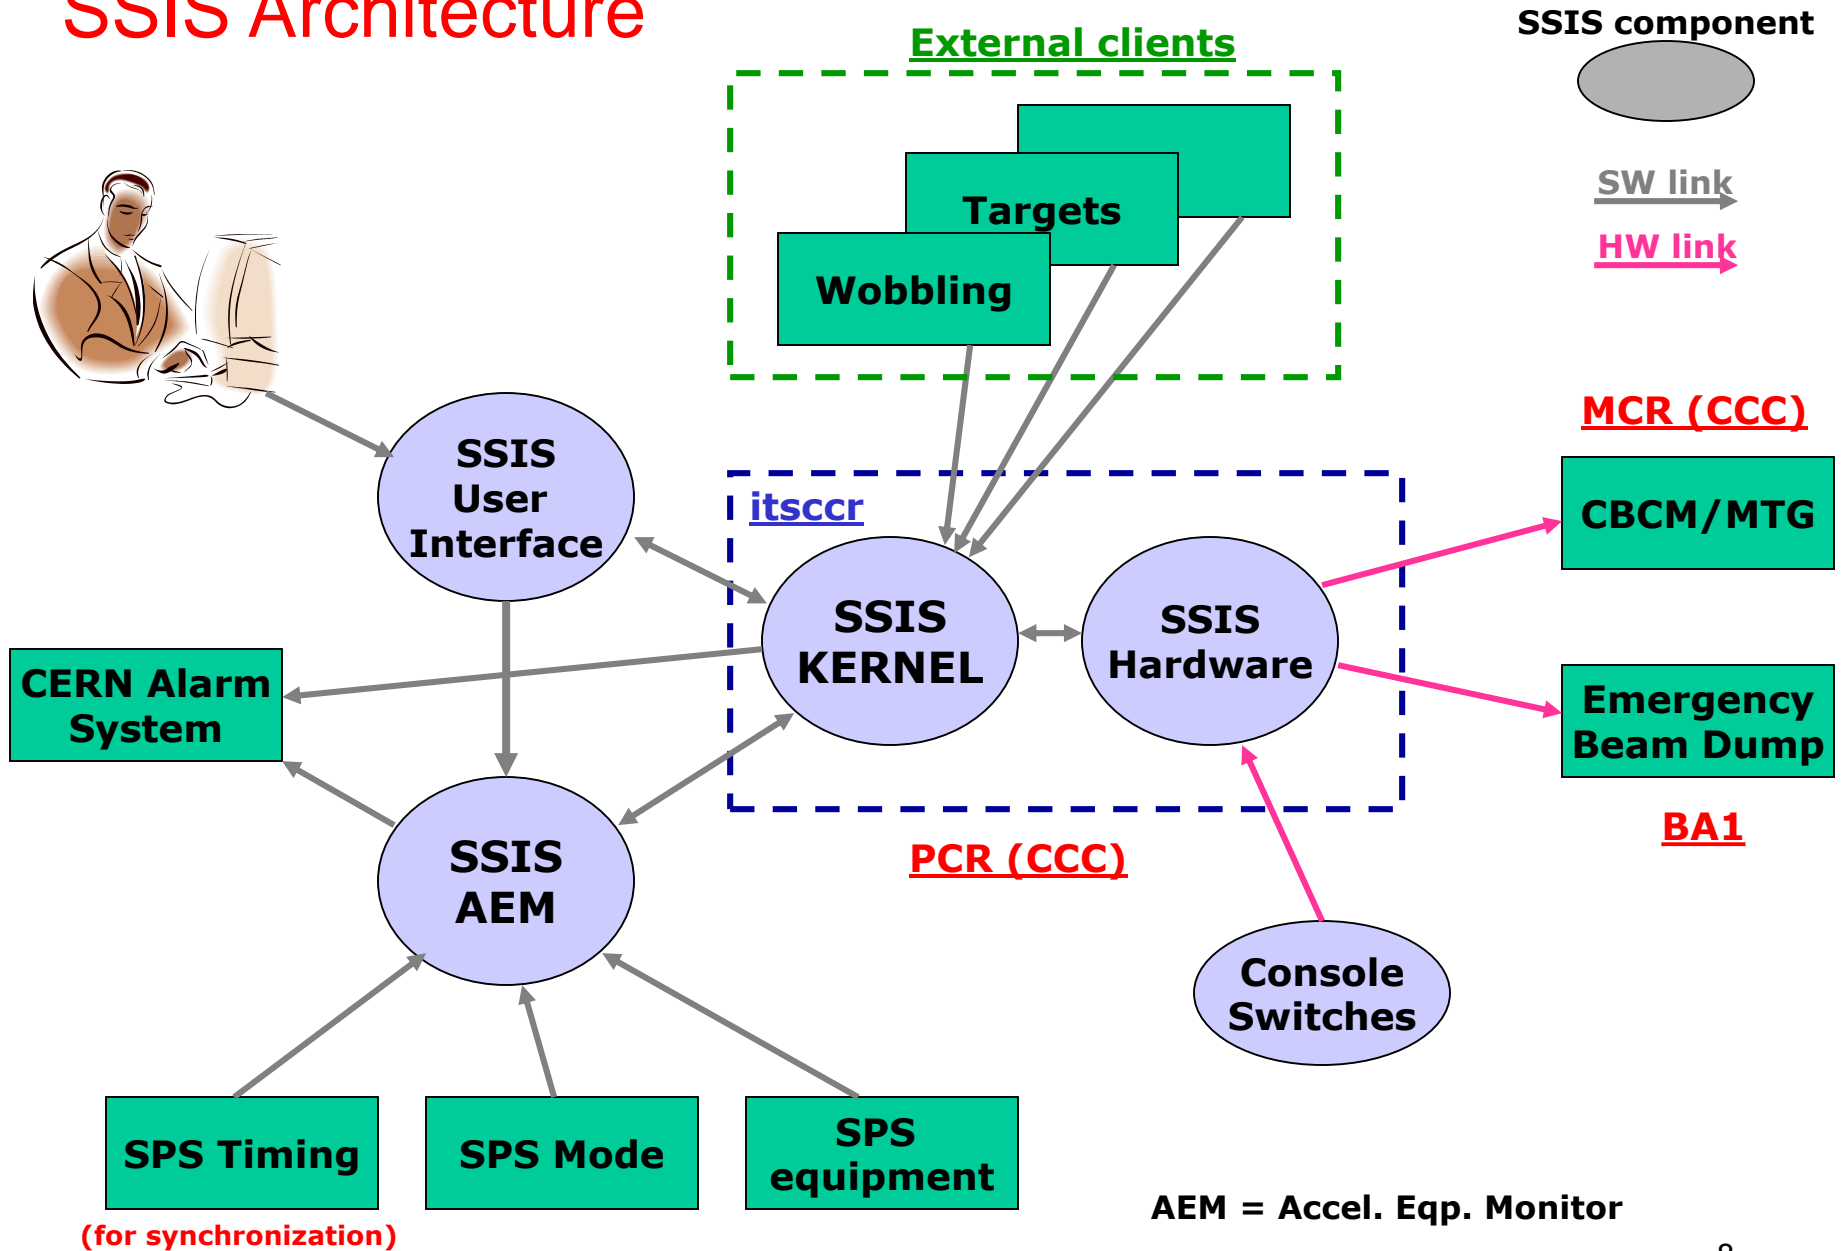 SSIS Architecture
SSIS component
External clients
SW link
HW link
Targets
Wobbling
MCR (CCC)
SSIS
User
Interface
itsccr
CBCM/MTG
SSIS
KERNEL
SSIS
Hardware
CERN Alarm
System
Emergency
Beam Dump
BA1
PCR (CCC)
SSIS
AEM
Console
Switches
SPS Timing
SPS Mode
SPS
equipment
AEM = Accel. Eqp. Monitor
(for synchronization)